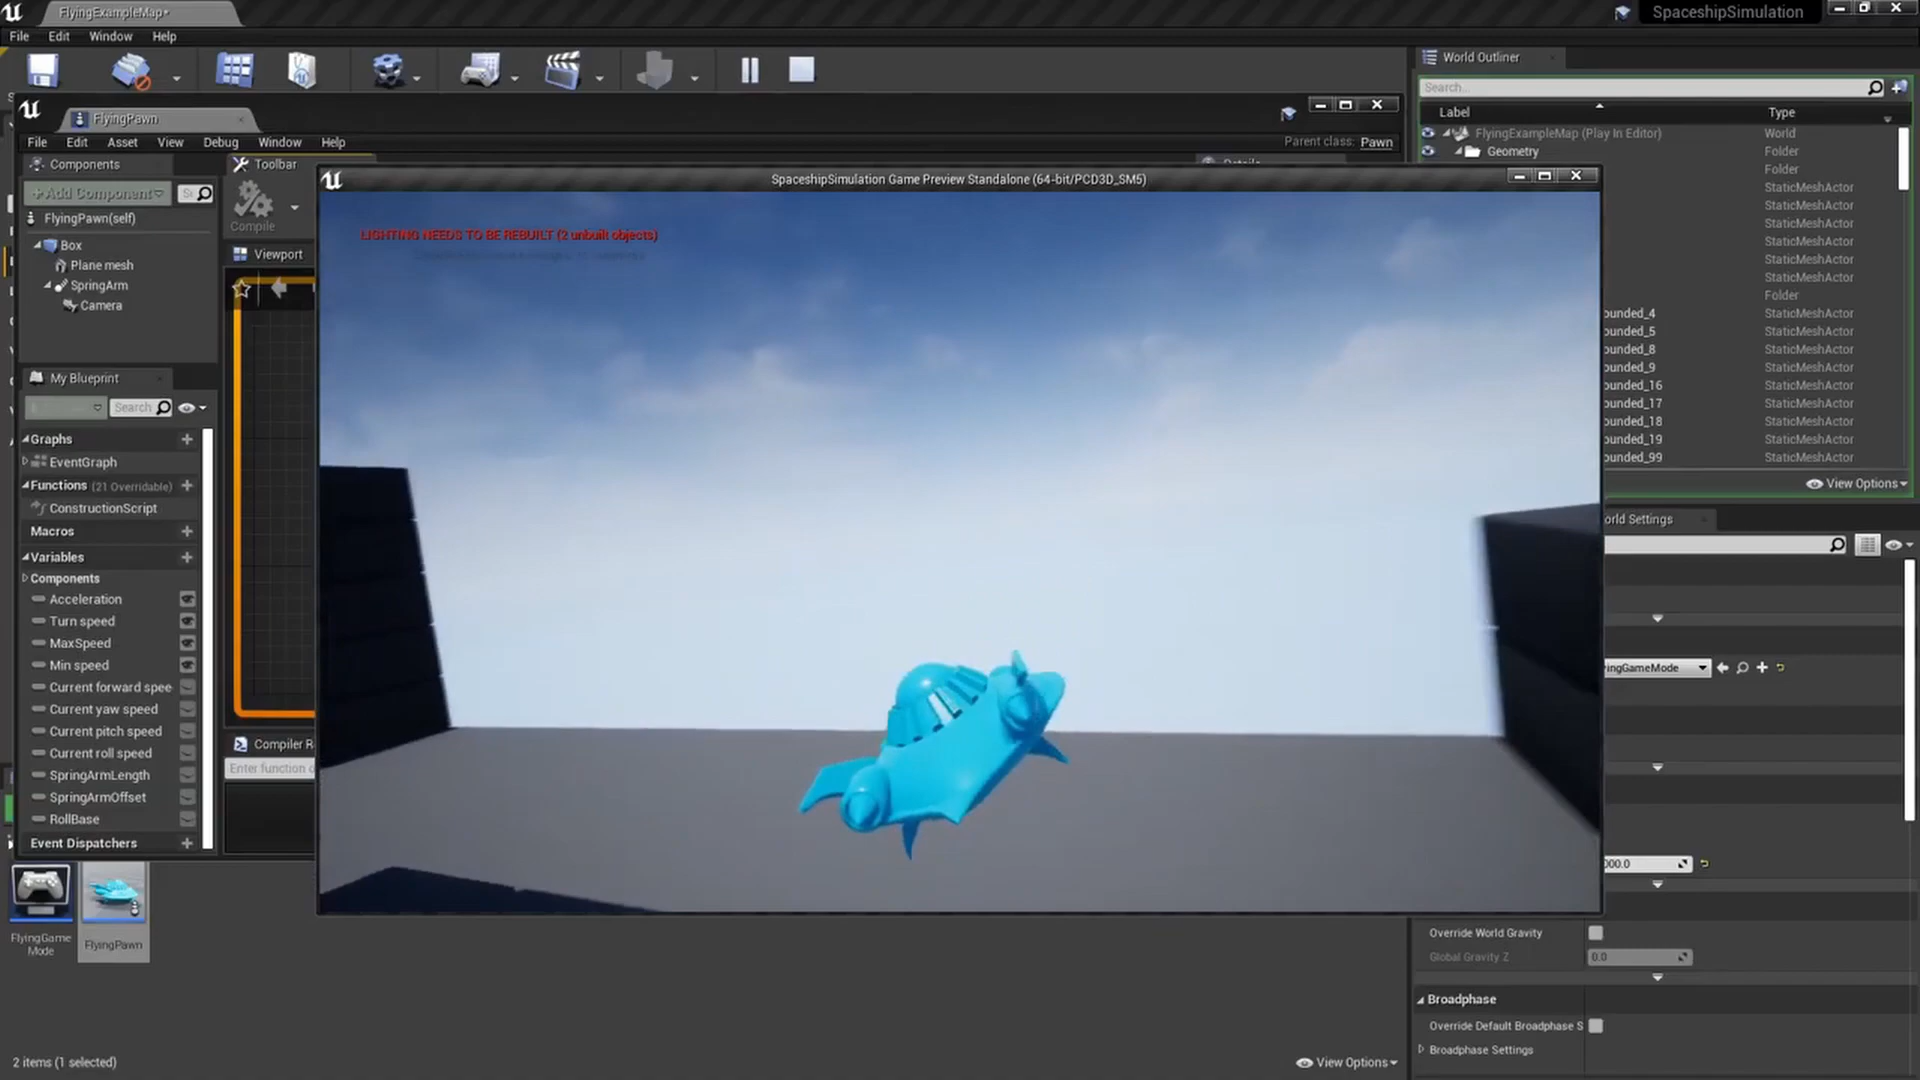 FlyingExampleMap*
SpaceshipSimulation
File Edit Window Help
World Outliner
Search...
Label Type
FlyingExampleMap (Play In Editor) World
Geometry Folder
Folder
StaticMeshActor
StaticMeshActor
StaticMeshActor
StaticMeshActor
StaticMeshActor
StaticMeshActor
Folder
ounded_4 StaticMeshActor
ounded_5 StaticMeshActor
ounded_8 StaticMeshActor
ounded_9 StaticMeshActor
ounded_16 StaticMeshActor
ounded_17 StaticMeshActor
ounded_18 StaticMeshActor
ounded_19 StaticMeshActor
ounded_99 StaticMeshActor
View Options
FlyingPawn
File Edit Asset View Debug Window Help
Parent class: Pawn
Components
Toolbar
+Add Component
FlyingPawn(self)
Box
Plane mesh
SpringArm
Camera
Compile
Viewport
SpaceshipSimulation Game Preview Standalone (64-bit/PCD3D_SM5)
LIGHTING NEEDS TO BE REBUILT (2 unbuilt objects)
My Blueprint
Search
Graphs
EventGraph
Functions (21 Overridable)
ConstructionScript
Macros
Variables
Components
Acceleration
Turn speed
MaxSpeed
Min speed
Current forward spee
Current yaw speed
Current pitch speed
Current roll speed
SpringArmLength
SpringArmOffset
RollBase
Event Dispatchers
Compiler R
Enter function o
orld Settings
yingGameMode
000.0
Override World Gravity
Global Gravity Z 0.0
Broadphase
Override Default Broadphase S
Broadphase Settings
FlyingGame
Mode
FlyingPawn
2 items (1 selected)
View Options